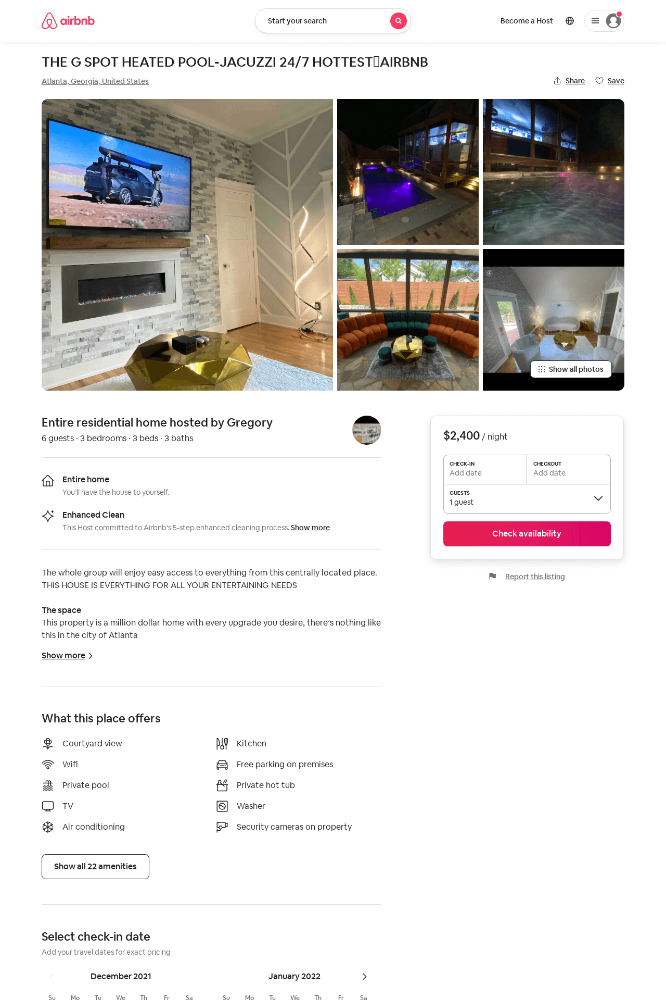 airbnb
Start your search
Become a Host
THE G SPOT HEATED POOL-JACUZZI 24/7 HOTTEST▯AIRBNB
Atlanta, Georgia, United States
Share
Save
Show all photos
Entire residential home hosted by Gregory
6 guests · 3 bedrooms · 3 beds · 3 baths
Entire home
You’ll have the house to yourself.
Enhanced Clean
This Host committed to Airbnb's 5-step enhanced cleaning process. Show more
$2,400 / night
CHECK-IN
Add date
CHECKOUT
Add date
GUESTS
1 guest
Check availability
Report this listing
The whole group will enjoy easy access to everything from this centrally located place.
THIS HOUSE IS EVERYTHING FOR ALL YOUR ENTERTAINING NEEDS
The space
This property is a million dollar home with every upgrade you desire, there’s nothing like
this in the city of Atlanta
Show more
What this place offers
Courtyard view
Kitchen
Wifi
Free parking on premises
Private pool
Private hot tub
TV
Washer
Air conditioning
Security cameras on property
Show all 22 amenities
Select check-in date
Add your travel dates for exact pricing
December 2021
January 2022
Su Mo Tu We Th Fr Sa
Su Mo Tu We Th Fr Sa